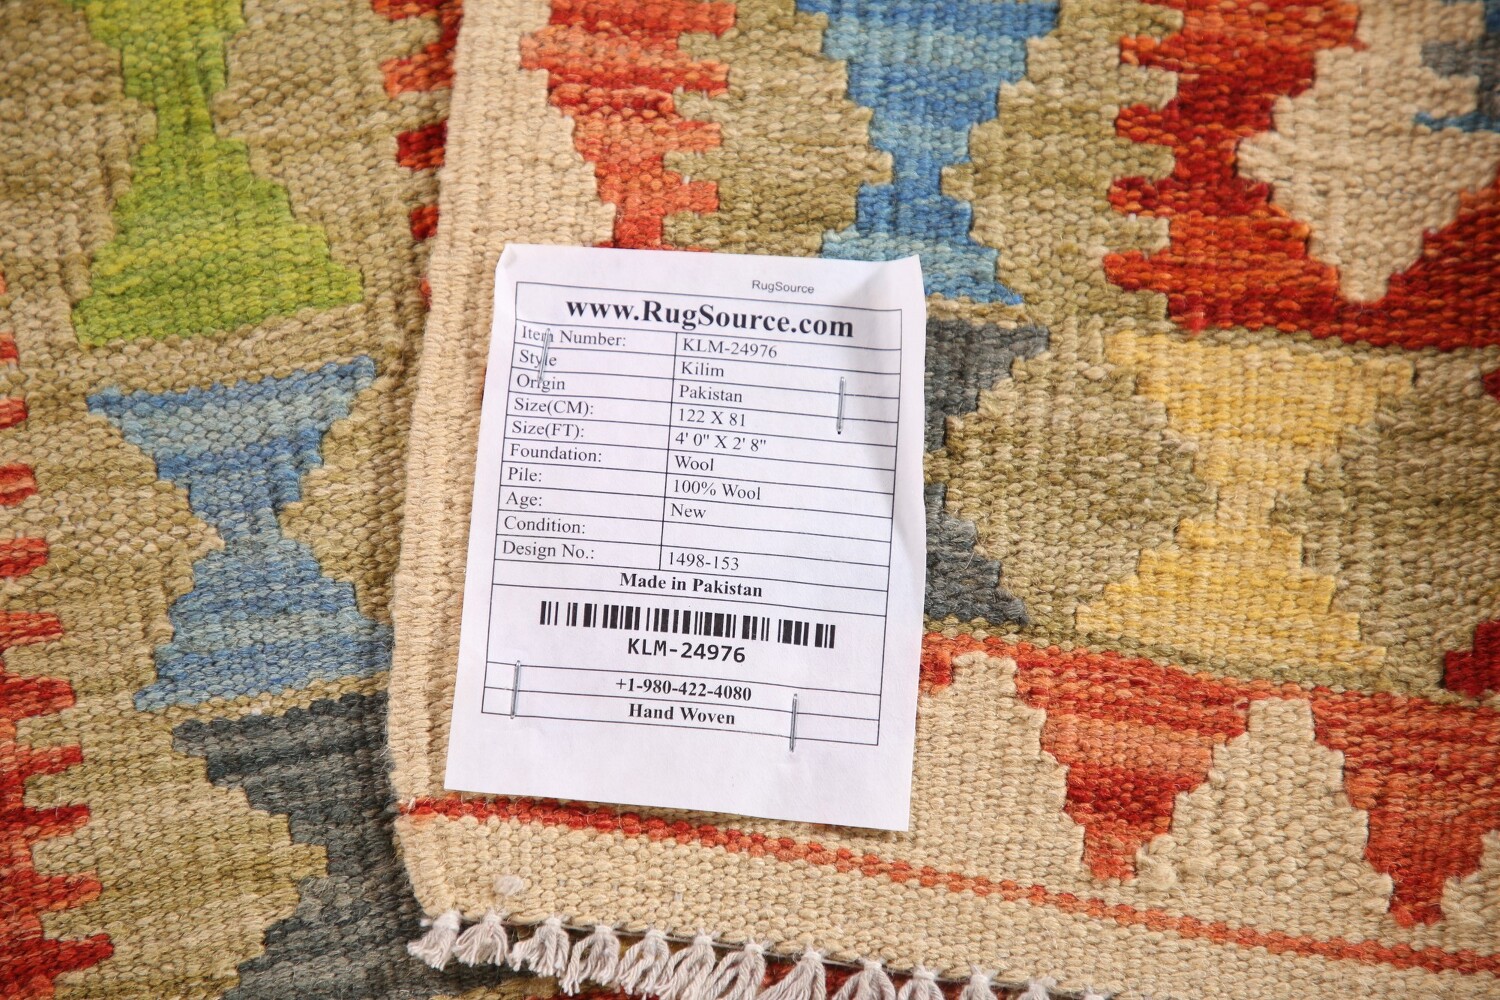 RugSource
www.RugSource.com
Item Number: KLM-24976
Style Kilim
Origin Pakistan
Size(CM): 122 X 81
Size(FT): 4' 0" X 2' 8"
Foundation: Wool
Pile: 100% Wool
Age: New
Condition:
Design No.: 1498-153
Made in Pakistan
KLM-24976
+1-980-422-4080
Hand Woven